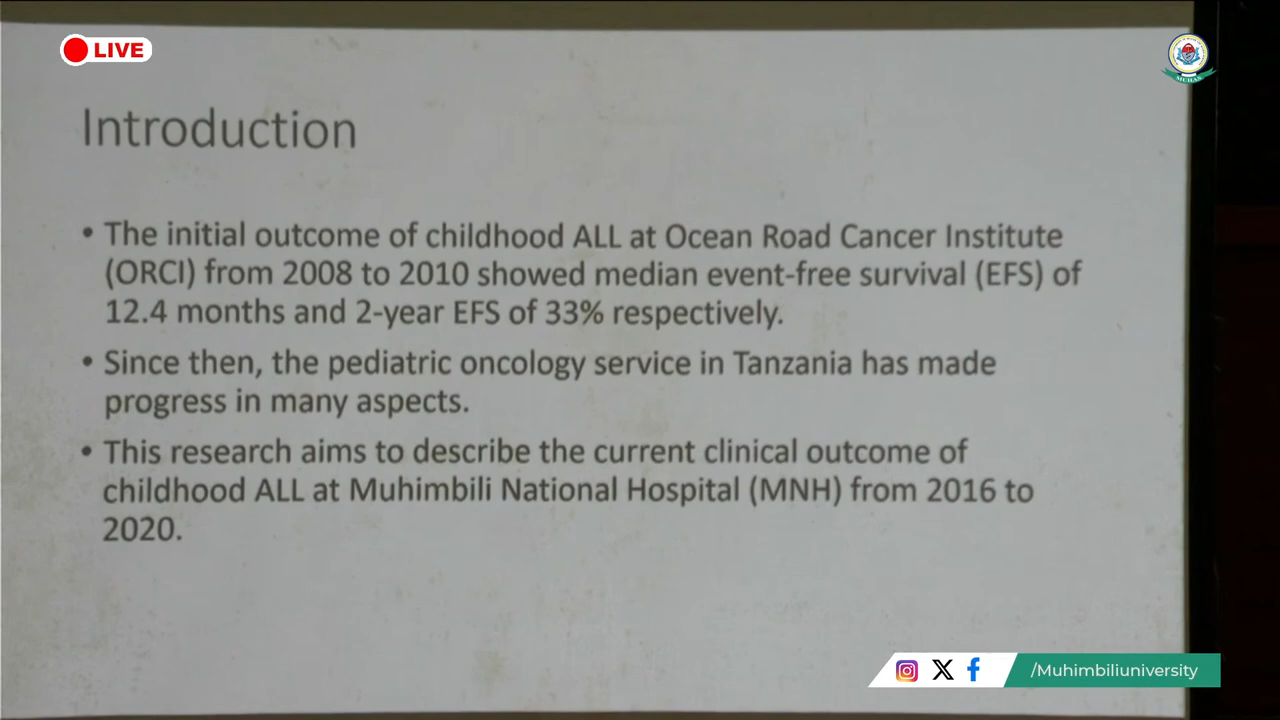 LIVE
MUHAS
Introduction
• The initial outcome of childhood ALL at Ocean Road Cancer Institute
(ORCI) from 2008 to 2010 showed median event-free survival (EFS) of
12.4 months and 2-year EFS of 33% respectively.
• Since then, the pediatric oncology service in Tanzania has made
progress in many aspects.
• This research aims to describe the current clinical outcome of
childhood ALL at Muhimbili National Hospital (MNH) from 2016 to
2020.
/Muhimbiliuniversity